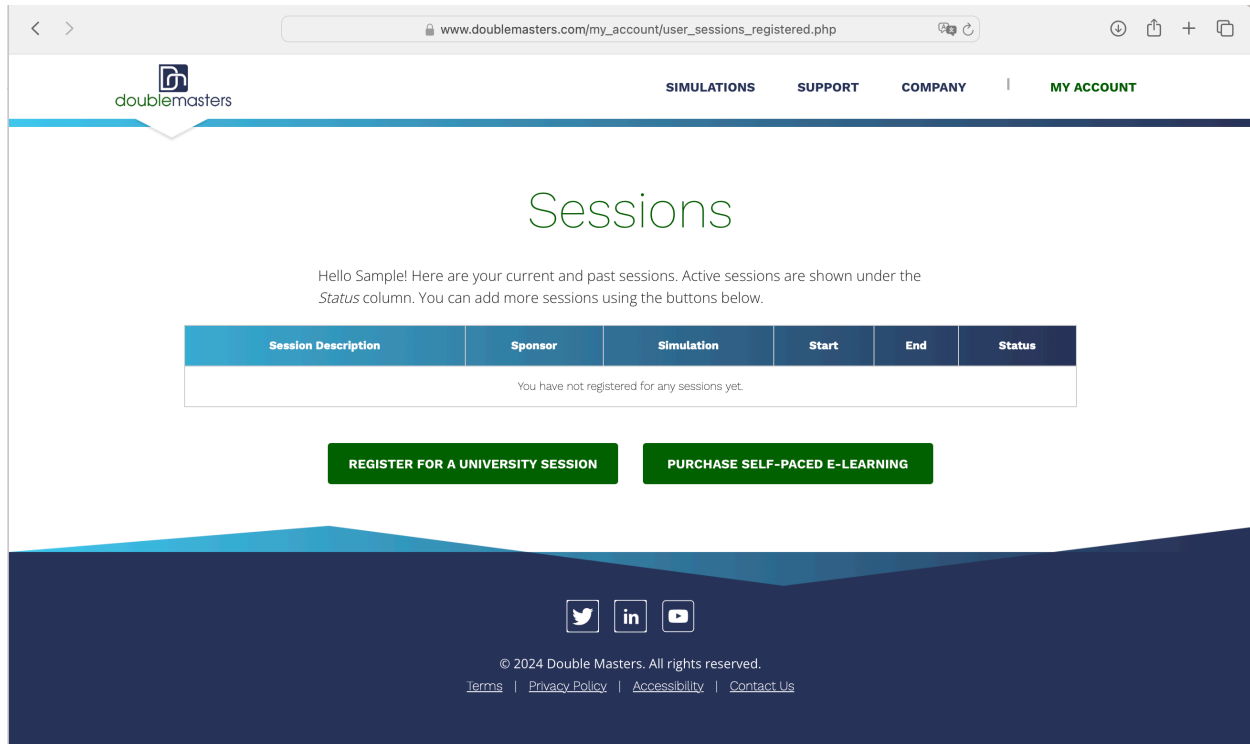 www.doublemasters.com/my_account/user_sessions_registered.php
doublemasters
SIMULATIONS SUPPORT COMPANY | MY ACCOUNT
Sessions
Hello Sample! Here are your current and past sessions. Active sessions are shown under the
Status column. You can add more sessions using the buttons below.
Session Description Sponsor Simulation Start End Status
You have not registered for any sessions yet.
REGISTER FOR A UNIVERSITY SESSION PURCHASE SELF-PACED E-LEARNING
in
© 2024 Double Masters. All rights reserved.
Terms | Privacy Policy | Accessibility | Contact Us